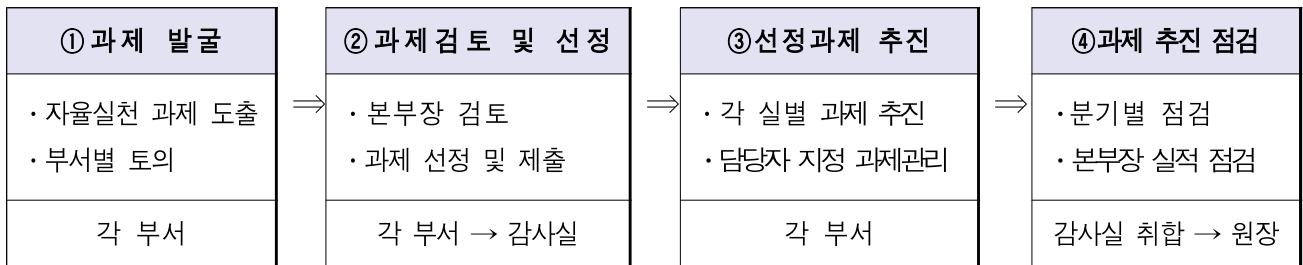 ①과제 발굴
· 자율실천 과제 도출
· 부서별 토의
각 부서
⇒
②과제검토 및 선정
· 본부장 검토
· 과제 선정 및 제출
각 부서 → 감사실
⇒
③선정과제 추진
· 각 실별 과제 추진
· 담당자 지정 과제관리
각 부서
⇒
④과제 추진 점검
· 분기별 점검
· 본부장 실적 점검
감사실 취합 → 원장